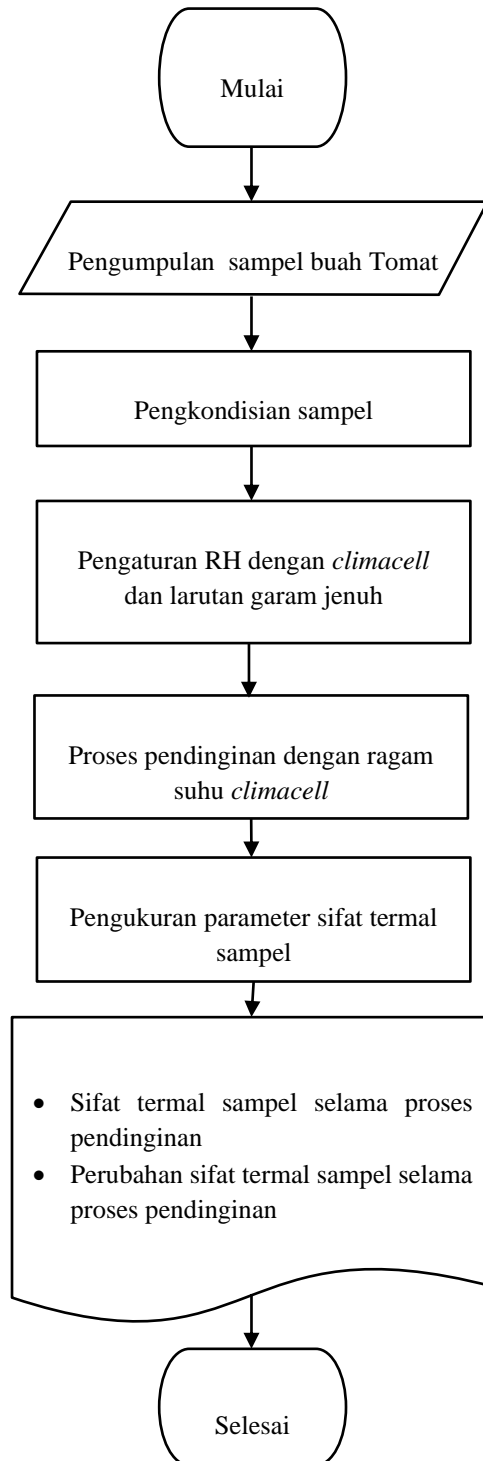 Mulai
Pengumpulan sampel buah Tomat
Pengkondisian sampel
Pengaturan RH dengan climacell
dan larutan garam jenuh
Proses pendinginan dengan ragam
suhu climacell
Pengukuran parameter sifat termal
sampel
• Sifat termal sampel selama proses
pendinginan
• Perubahan sifat termal sampel selama
proses pendinginan
Selesai